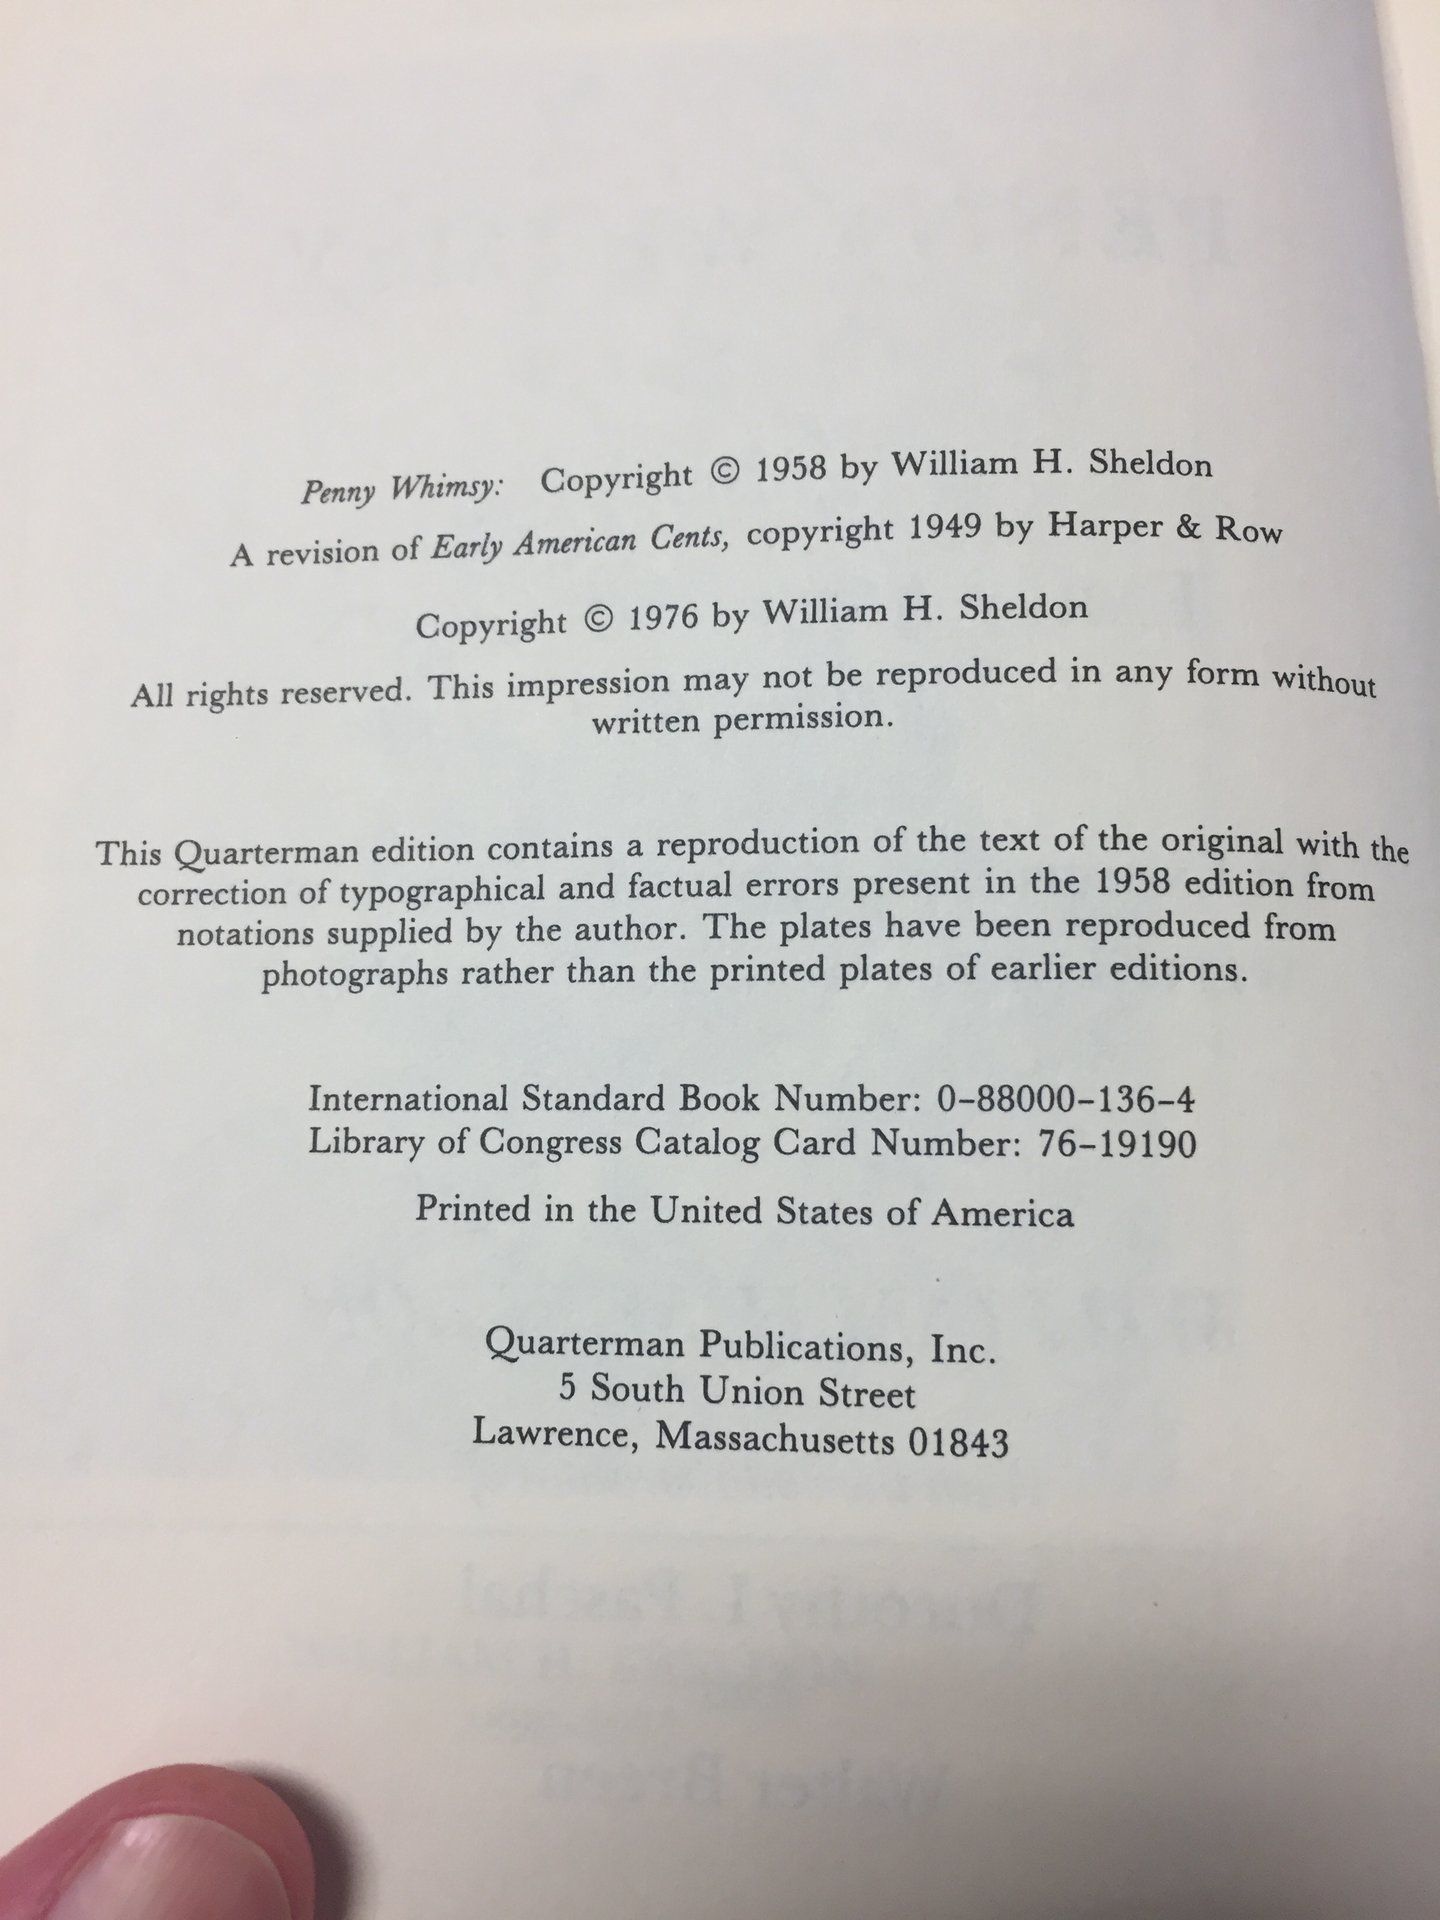 Penny Whimsy: Copyright © 1958 by William H. Sheldon
A revision of Early American Cents, copyright 1949 by Harper & Row
Copyright © 1976 by William H. Sheldon
All rights reserved. This impression may not be reproduced in any form without
written permission.
This Quarterman edition contains a reproduction of the text of the original with the
correction of typographical and factual errors present in the 1958 edition from
notations supplied by the author. The plates have been reproduced from
photographs rather than the printed plates of earlier editions.
International Standard Book Number: 0-88000-136-4
Library of Congress Catalog Card Number: 76-19190
Printed in the United States of America
Quarterman Publications, Inc.
5 South Union Street
Lawrence, Massachusetts 01843
Dorothy I. Paschal
Walter Breen